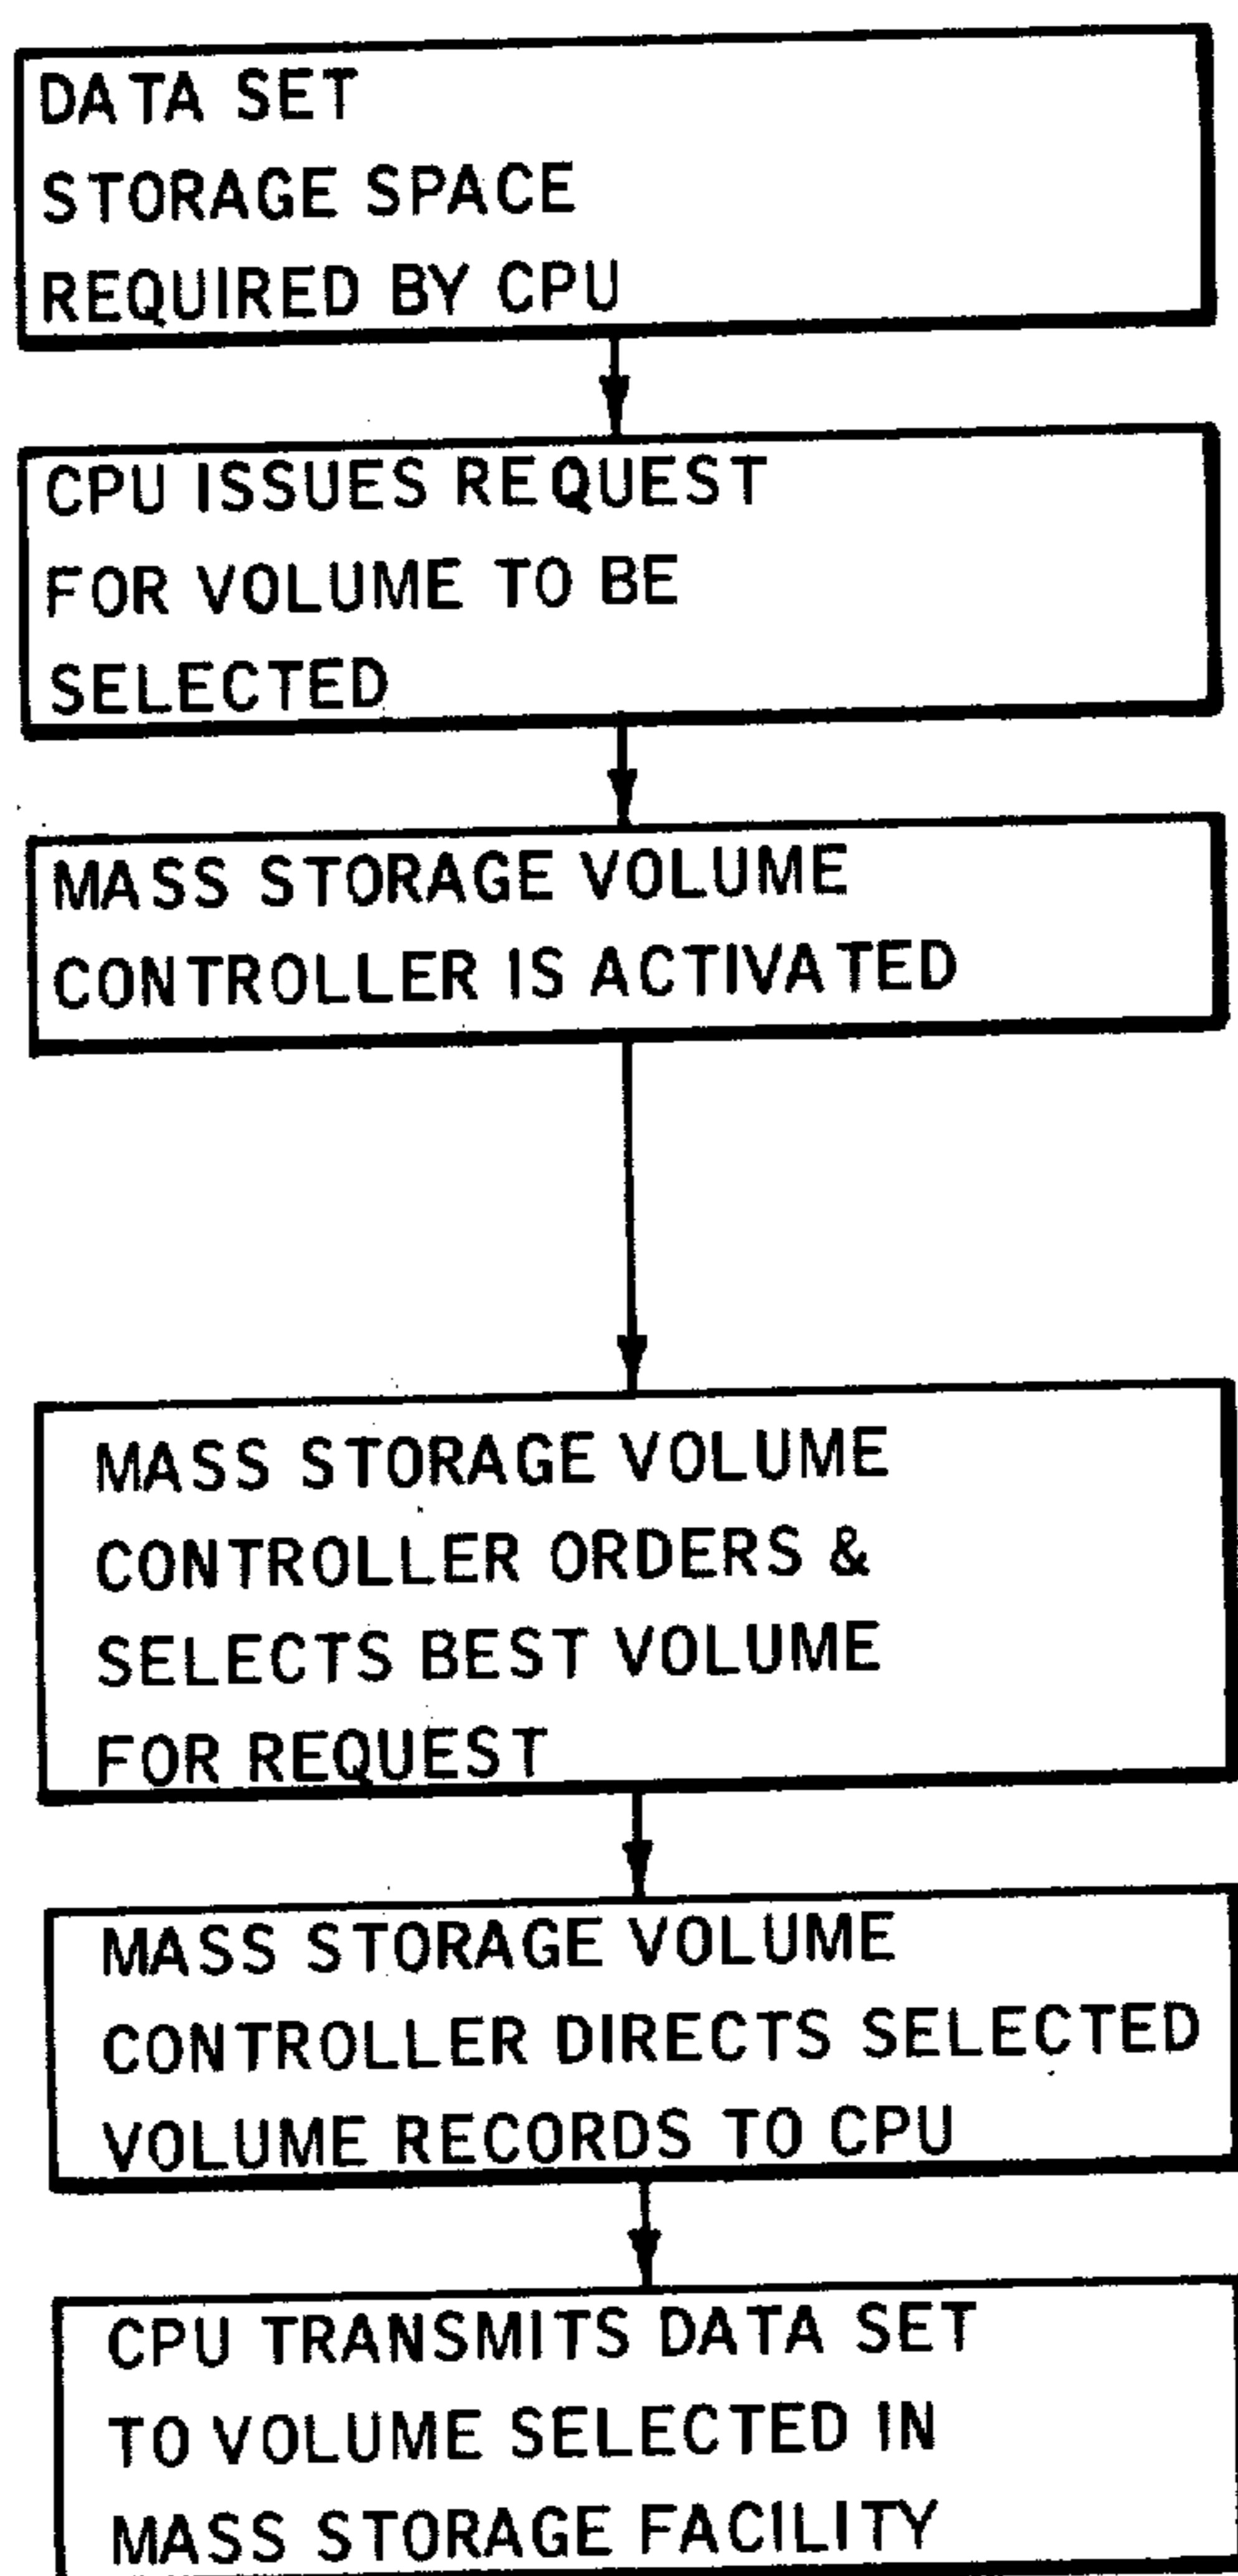 DATA SET
STORAGE SPACE
REQUIRED BY CPU
CPU ISSUES REQUEST
FOR VOLUME TO BE
SELECTED
MASS STORAGE VOLUME
CONTROLLER IS ACTIVATED
MASS STORAGE VOLUME
CONTROLLER ORDERS &
SELECTS BEST VOLUME
FOR REQUEST
MASS STORAGE VOLUME
CONTROLLER DIRECTS SELECTED
VOLUME RECORDS TO CPU
CPU TRANSMITS DATA SET
TO VOLUME SELECTED IN
MASS STORAGE FACILITY